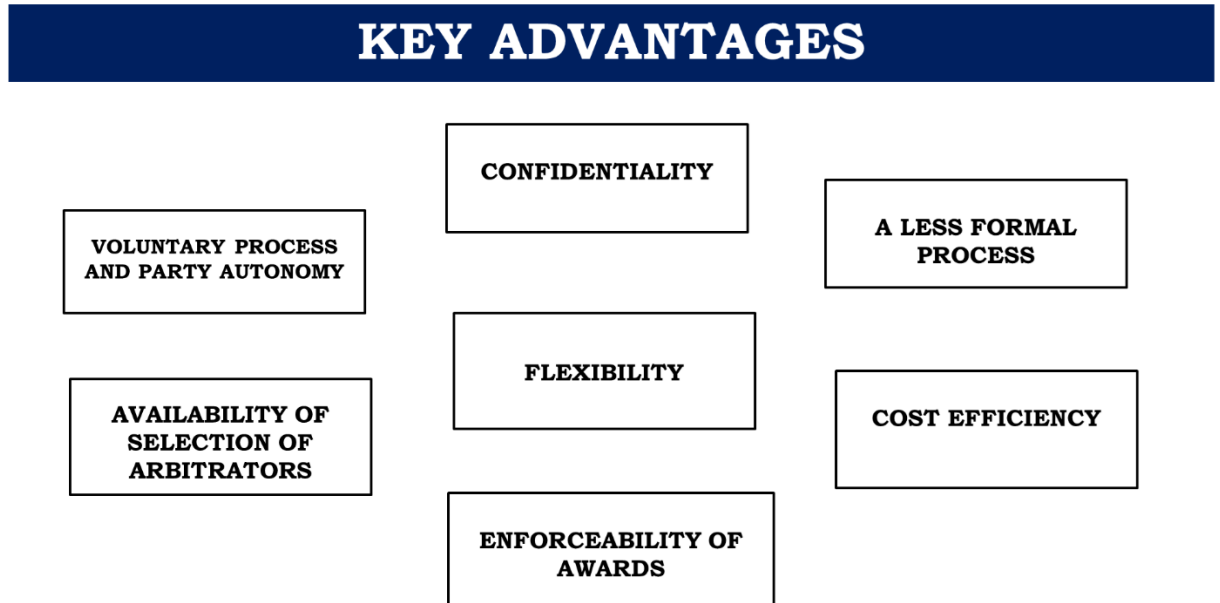 KEY ADVANTAGES
CONFIDENTIALITY
A LESS FORMAL
PROCESS
VOLUNTARY PROCESS
AND PARTY AUTONOMY
FLEXIBILITY
AVAILABILITY OF
SELECTION OF
ARBITRATORS
COST EFFICIENCY
ENFORCEABILITY OF
AWARDS